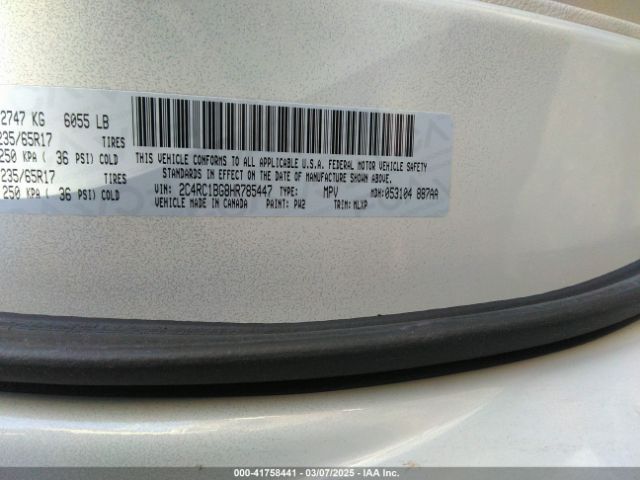 2747 KG 6055 LB
235/65R17 TIRES
250 KPA ( 36 PSI) COLD
235/65R17 TIRES
250 KPA ( 36 PSI) COLD
THIS VEHICLE CONFORMS TO ALL APPLICABLE U.S.A. FEDERAL MOTOR VEHICLE SAFETY
STANDARDS IN EFFECT ON THE DATE OF MANUFACTURE SHOWN ABOVE.
VIN: 2C4RC1BG8HR785447 TYPE: MPV MDH: 053104 887AA
VEHICLE MADE IN CANADA PAINT: PW2 TRIM: MLXP
000-41758441 | 03/07/2025 | IAA Inc.